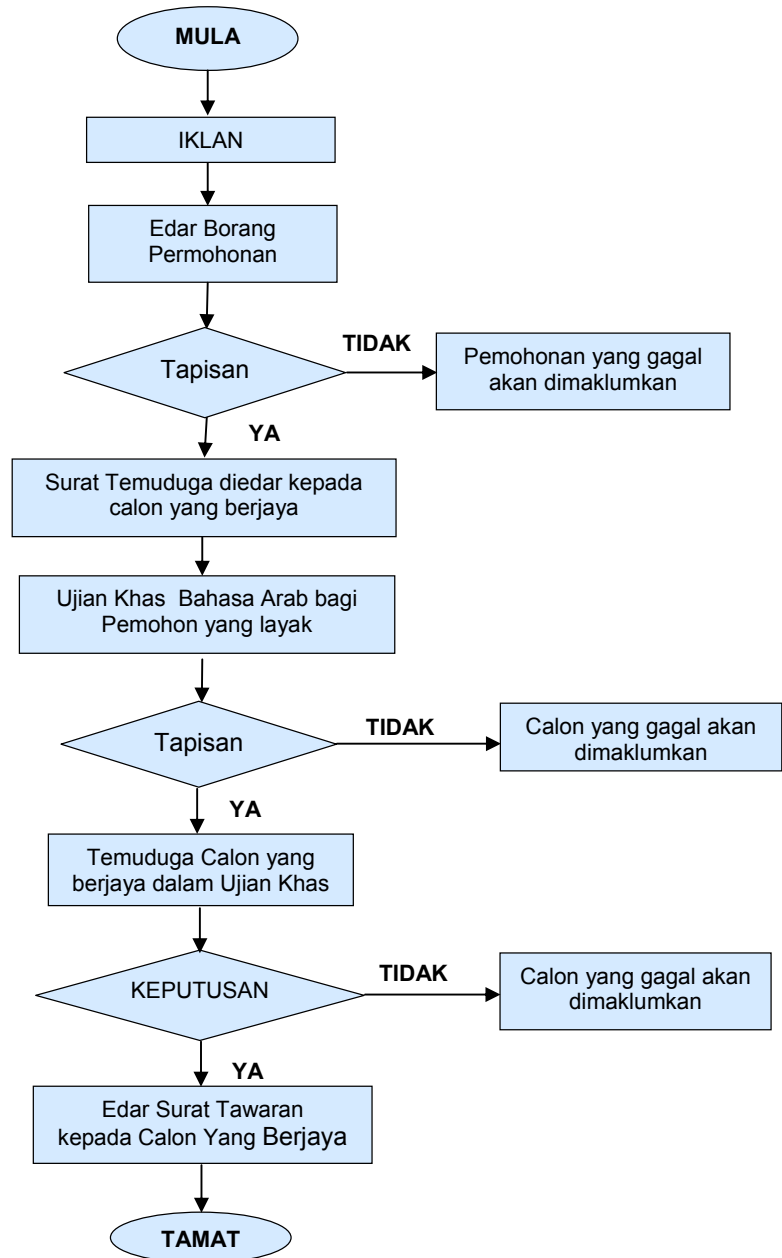 MULA
IKLAN
Edar Borang
Permohonan
Tapisan
TIDAK
Pemohonan yang gagal
akan dimaklumkan
YA
Surat Temuduga diedar kepada
calon yang berjaya
Ujian Khas Bahasa Arab bagi
Pemohon yang layak
Tapisan
TIDAK
Calon yang gagal akan
dimaklumkan
YA
Temuduga Calon yang
berjaya dalam Ujian Khas
KEPUTUSAN
TIDAK
Calon yang gagal akan
dimaklumkan
YA
Edar Surat Tawaran
kepada Calon Yang Berjaya
TAMAT